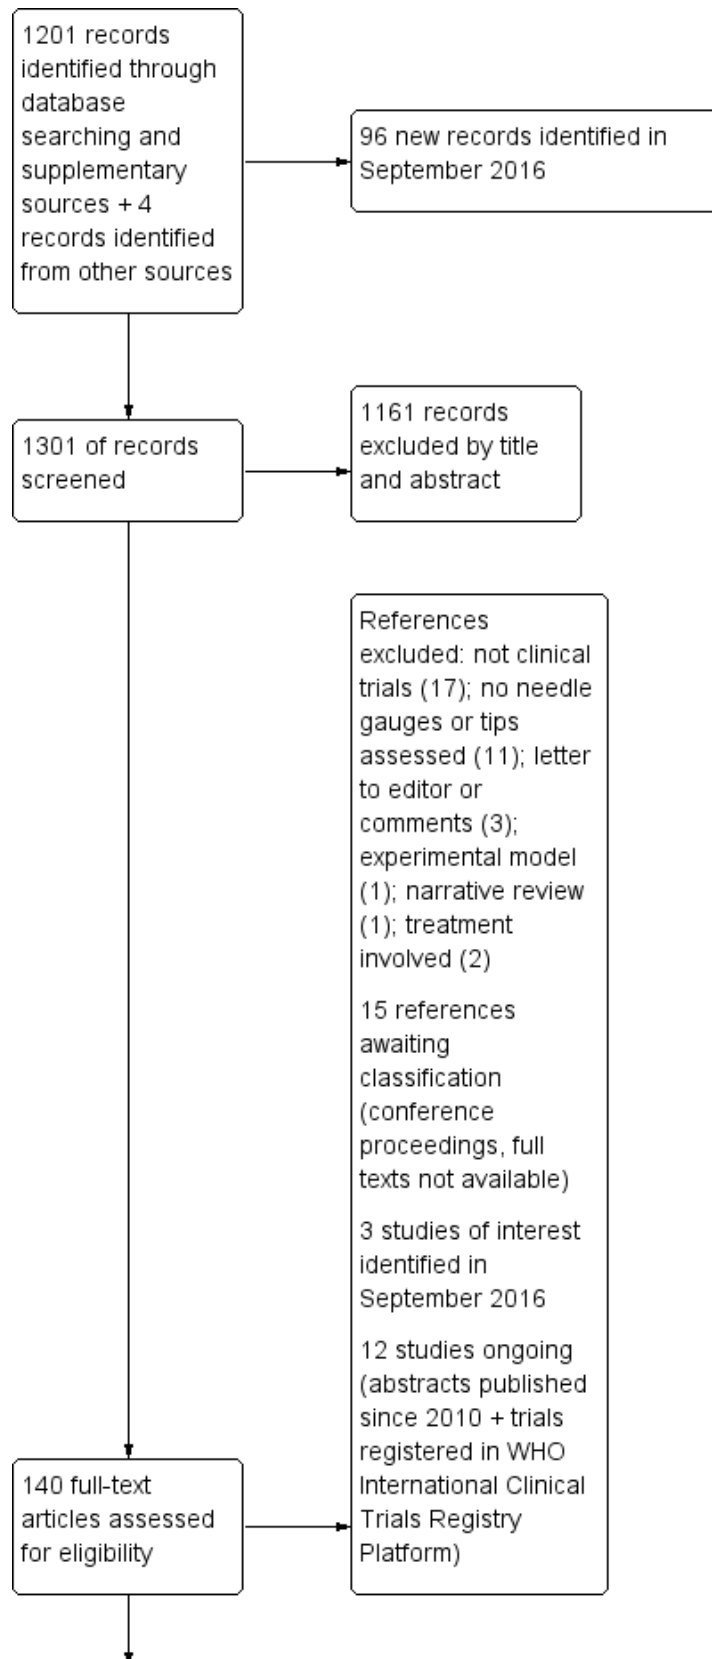 1201 records
identified through
database
searching and
supplementary
sources + 4
records identified
from other sources
96 new records identified in
September 2016
1301 of records
screened
1161 records
excluded by title
and abstract
References
excluded: not clinical
trials (17); no needle
gauges or tips
assessed (11); letter
to editor or
comments (3);
experimental model
(1); narrative review
(1); treatment
involved (2)
15 references
awaiting
classification
(conference
proceedings, full
texts not available)
3 studies of interest
identified in
September 2016
12 studies ongoing
(abstracts published
since 2010 + trials
registered in WHO
International Clinical
Trials Registry
Platform)
140 full-text
articles assessed
for eligibility